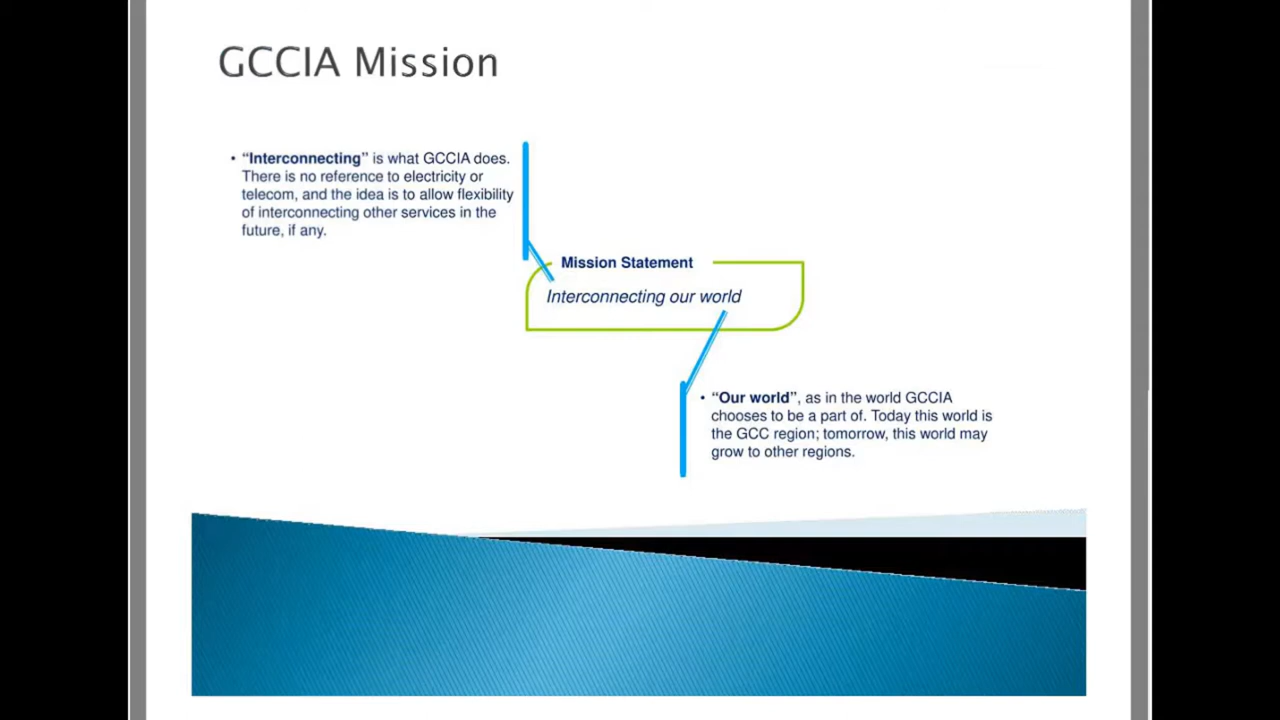 GCCIA Mission
• “Interconnecting” is what GCCIA does.
There is no reference to electricity or
telecom, and the idea is to allow flexibility
of interconnecting other services in the
future, if any.
Mission Statement
Interconnecting our world
• “Our world”, as in the world GCCIA
chooses to be a part of. Today this world is
the GCC region; tomorrow, this world may
grow to other regions.